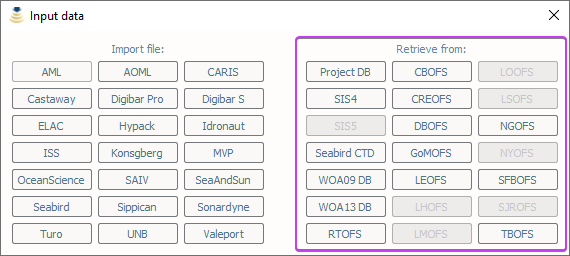 Input data
Import file: Retrieve from:
AML AOML CARIS Project DB CBOFS LOOFS
Castaway Digibar Pro Digibar S SIS4 CREOFS LSOFS
ELAC Hypack Idronaut SIS5 DBOFS NGOFS
ISS Konsgberg MVP Seabird CTD GoMOFS NYOFS
OceanScience SAIV SeaAndSun WOA09 DB LEOFS SFBOFS
Seabird Sippican Sonardyne WOA13 DB LHOFS SJROFS
Turo UNB Valeport RTOFS LMOFS TBOFS